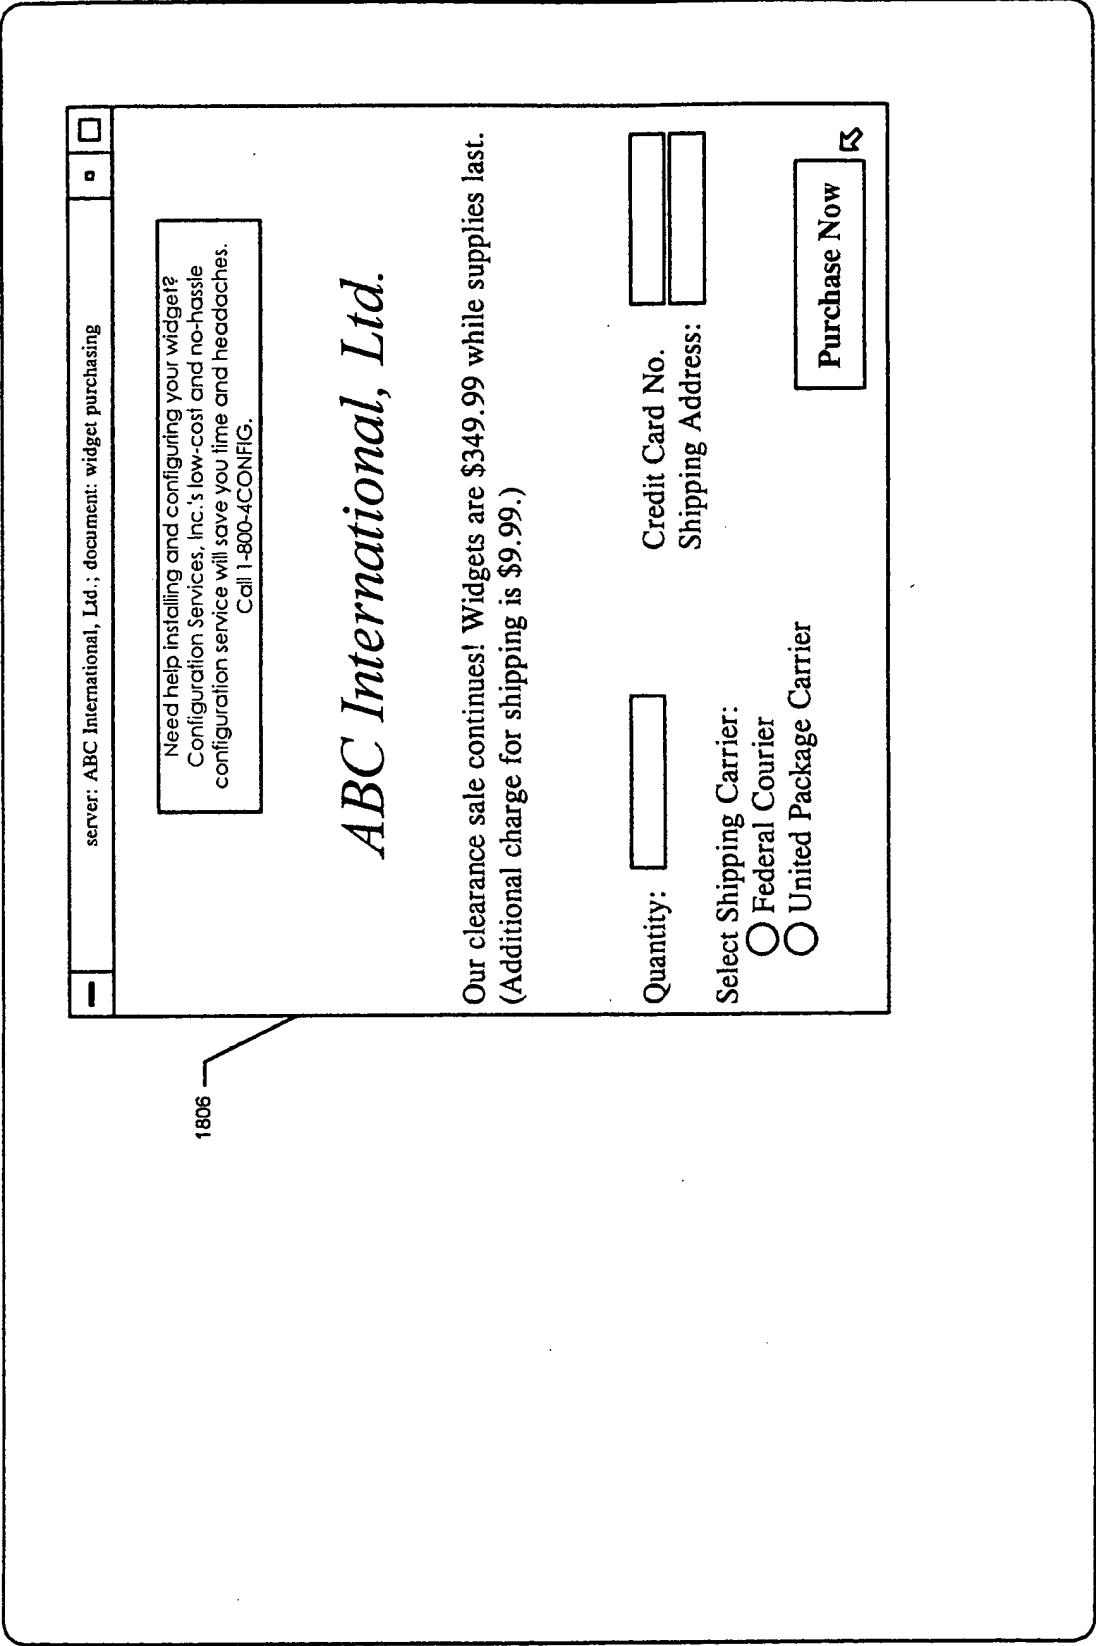 server: ABC International, Ltd.; document: widget purchasing
Need help installing and configuring your widget?
Configuration Services, Inc.'s low-cost and no-hassle
configuration service will save you time and headaches.
Call 1-800-4CONFIG.
ABC International, Ltd.
Our clearance sale continues! Widgets are $349.99 while supplies last.
(Additional charge for shipping is $9.99.)
Quantity:
Credit Card No.
Shipping Address:
Select Shipping Carrier:
Federal Courier
United Package Carrier
Purchase Now
1806